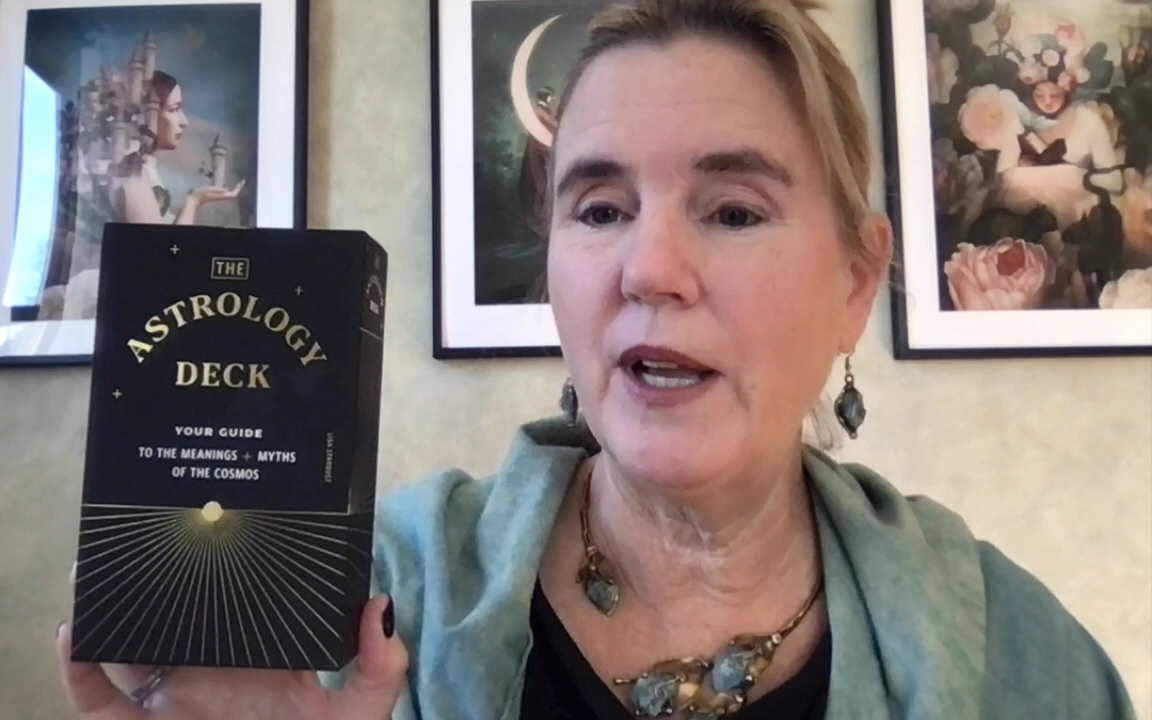 THE
ASTROLOGY
DECK
YOUR GUIDE
TO THE MEANINGS + MYTHS
OF THE COSMOS
LISA STARDUST